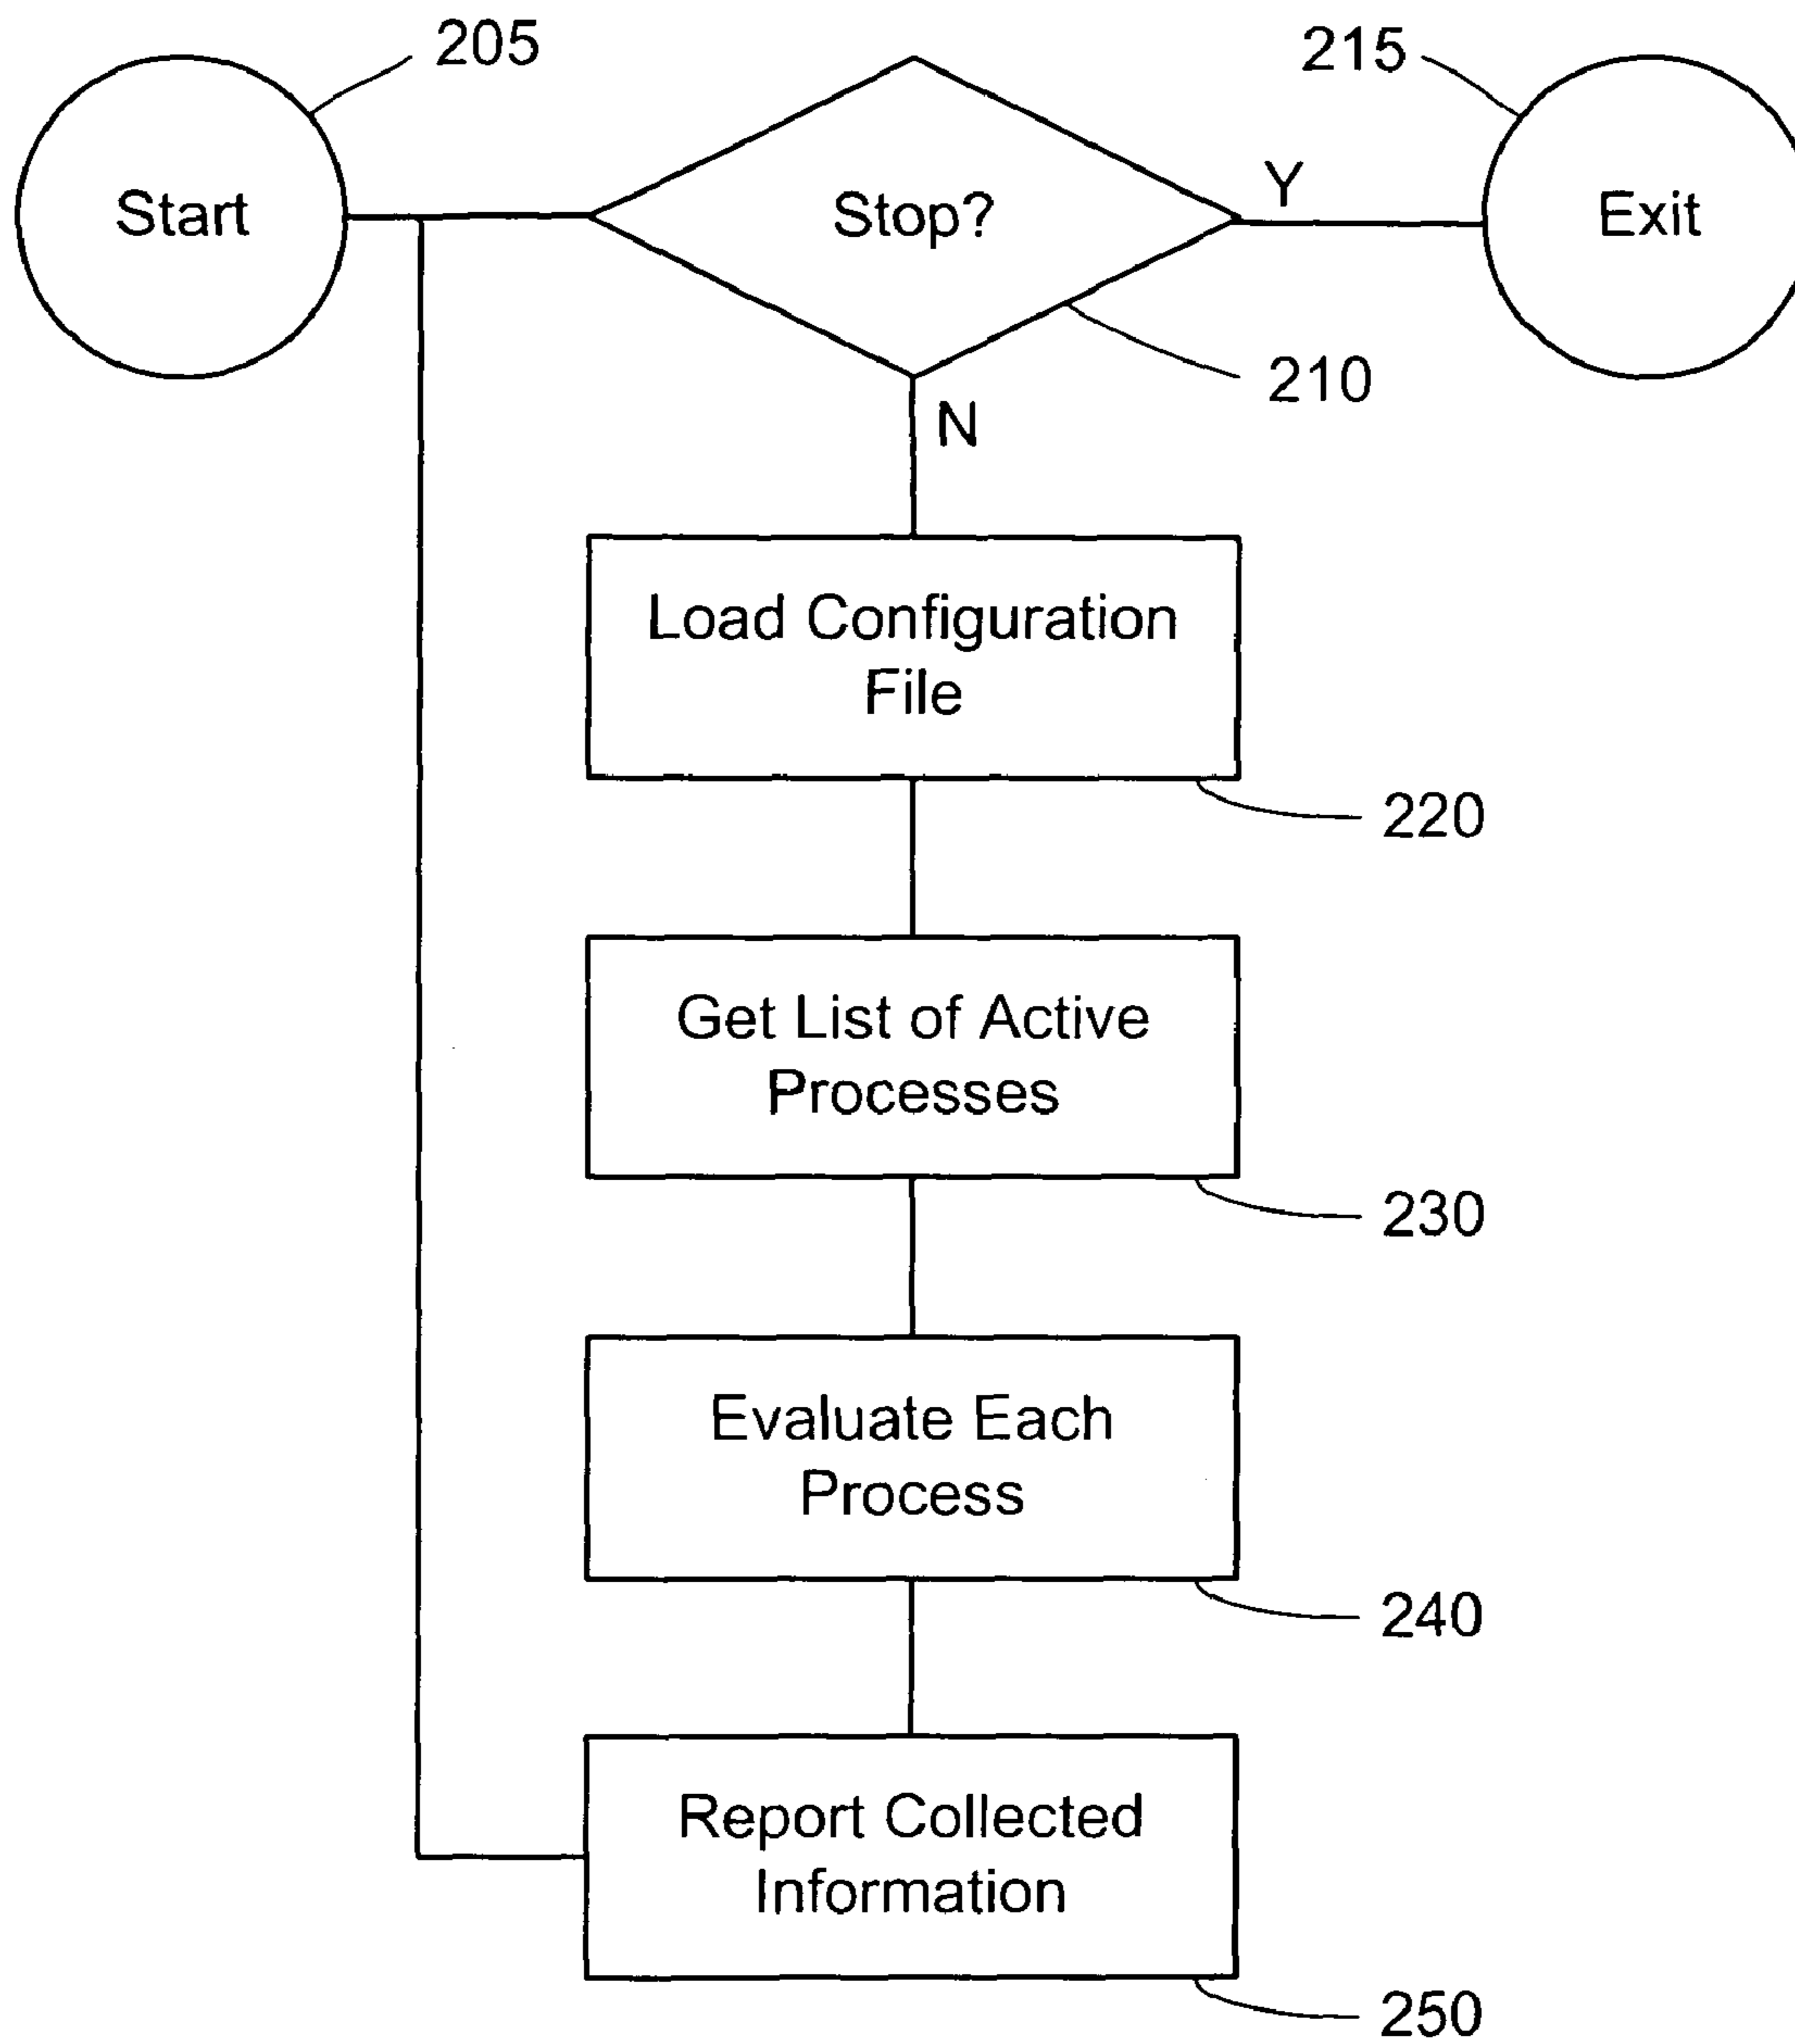 205
215
Start
Stop?
Y
Exit
210
N
Load Configuration
File
220
Get List of Active
Processes
230
Evaluate Each
Process
240
Report Collected
Information
250